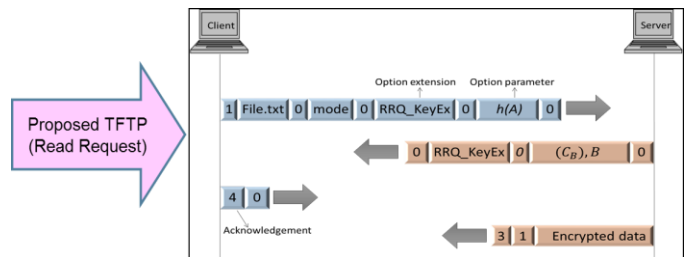 Client
Server
Proposed TFTP
(Read Request)
Option extension
Option parameter
1 File.txt 0 mode 0 RRQ_KeyEx 0 h(A) 0
0 RRQ_KeyEx 0 (C_B), B 0
4 0
Acknowledgement
3 1 Encrypted data